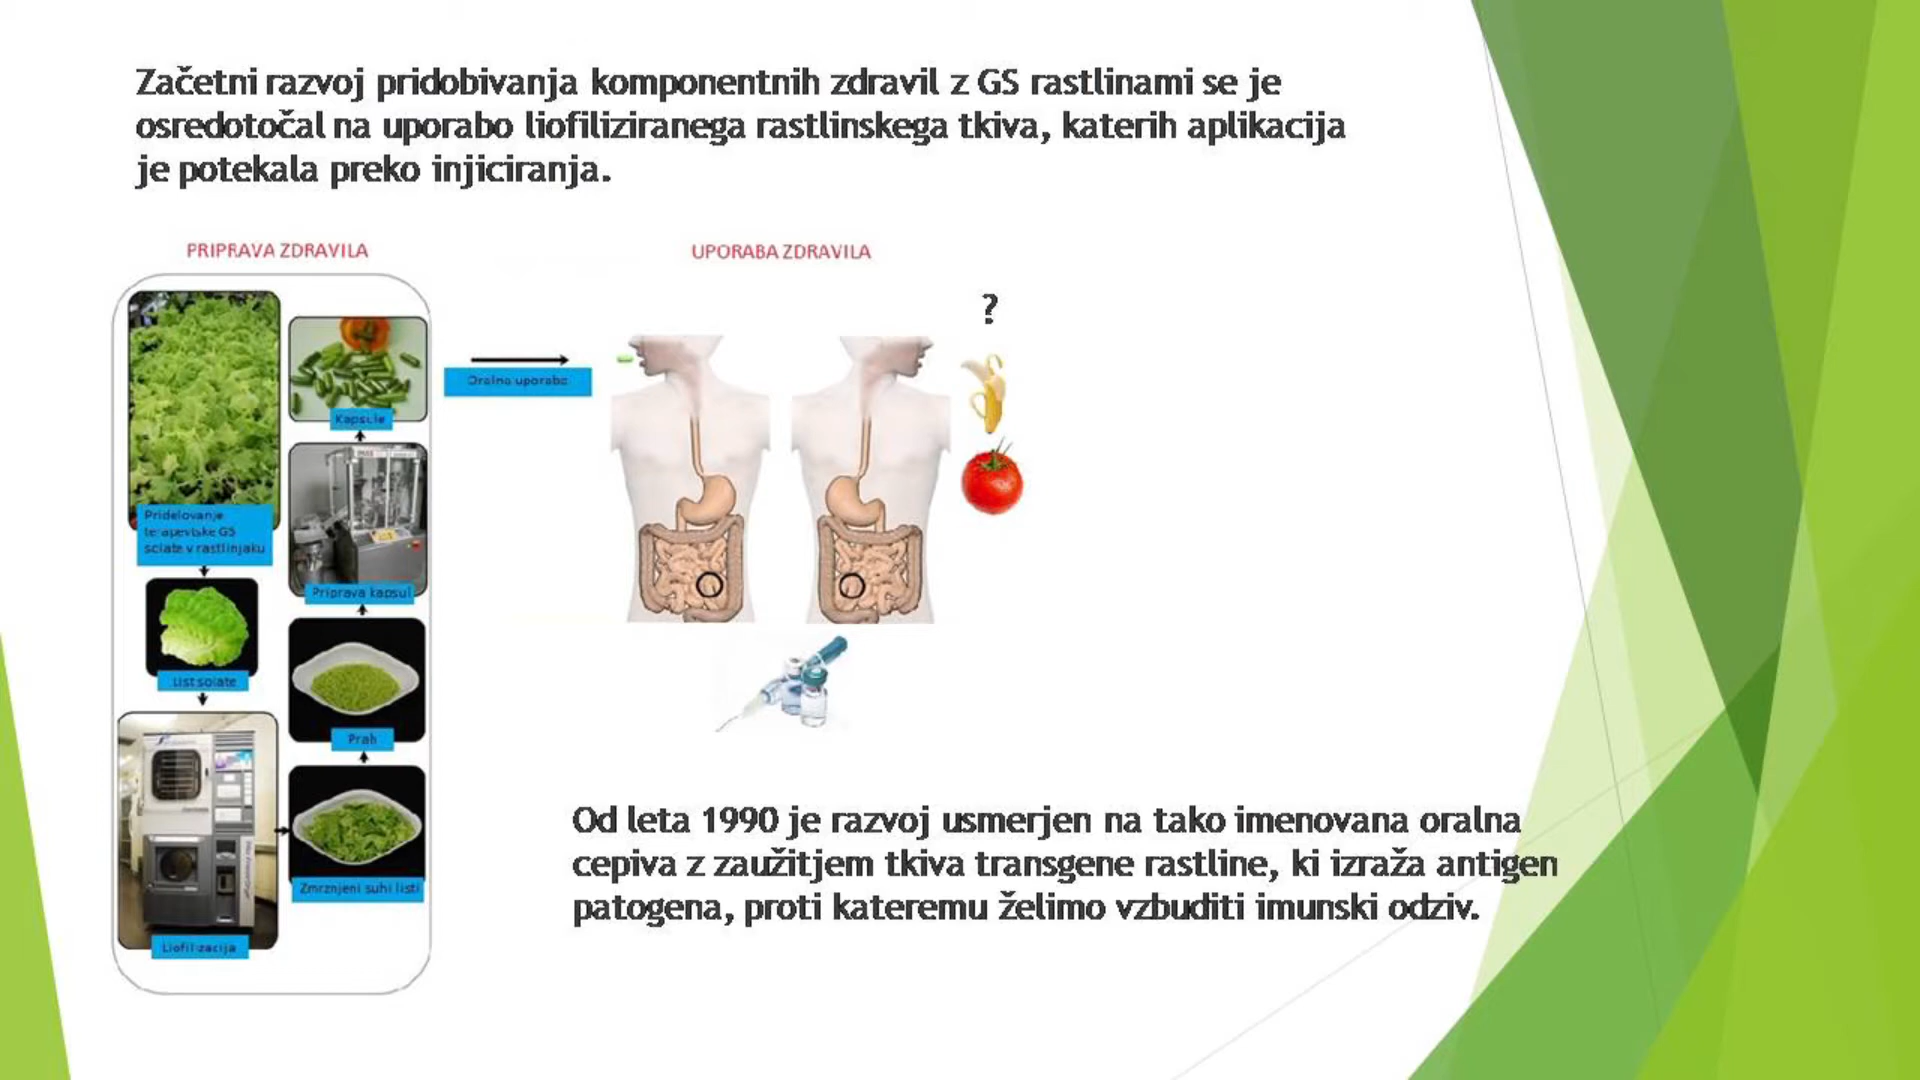 Začetni razvoj pridobivanja komponentnih zdravil z GS rastlinami se je
osredotočal na uporabo liofiliziranega rastlinskega tkiva, katerih aplikacija
je potekala preko injiciranja.
PRIPRAVA ZDRAVILA
UPORABA ZDRAVILA
?
Pridelovanje
terapevtske GS
solate v rastlinjaku
List solate
Liofilizacija
Zmrznjeni suhi listi
Prah
Priprava kapsul
Kapsule
Oralna uporaba
Od leta 1990 je razvoj usmerjen na tako imenovana oralna
cepiva z zaužitjem tkiva transgene rastline, ki izraža antigen
patogena, proti kateremu želimo vzbuditi imunski odziv.